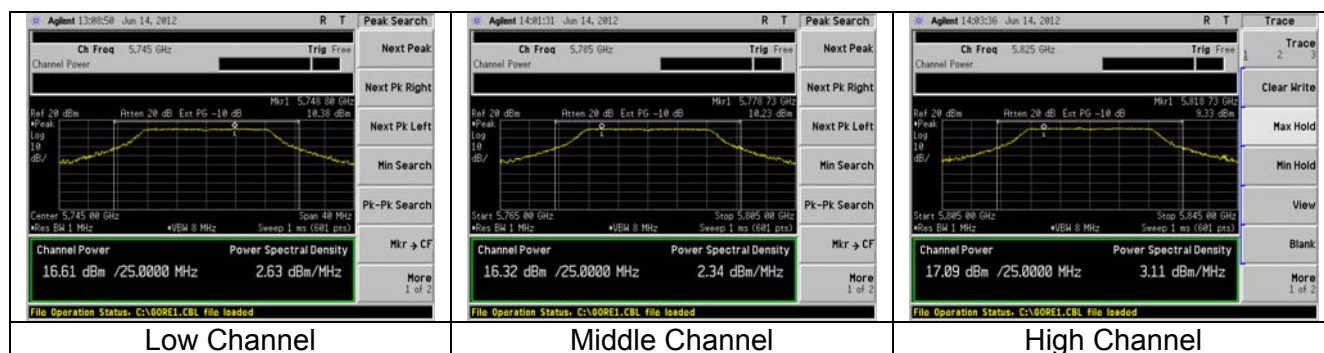 Agilent 13:08:50 Jun 14, 2012 R T Peak Search
Ch Freq 5.745 GHz Trig Free
Channel Power
Next Peak
Next Pk Right
Next Pk Left
Min Search
Pk-Pk Search
Mkr → CF
More
1 of 2
Mkr1 5.748 80 GHz
Ref 20 dBm Atten 20 dB Ext PG -10 dB 10.38 dBm
#Peak
Log
10
dB/
1
Center 5.745 00 GHz Span 40 MHz
#Res BW 1 MHz #VBW 8 MHz Sweep 1 ms (601 pts)
Channel Power Power Spectral Density
16.61 dBm /25.0000 MHz 2.63 dBm/MHz
File Operation Status, C:\GORE1.CBL file loaded
Low Channel
Agilent 14:01:31 Jun 14, 2012 R T Peak Search
Ch Freq 5.785 GHz Trig Free
Channel Power
Next Peak
Next Pk Right
Next Pk Left
Min Search
Pk-Pk Search
Mkr → CF
More
1 of 2
Mkr1 5.778 73 GHz
Ref 20 dBm Atten 20 dB Ext PG -10 dB 10.23 dBm
#Peak
Log
10
dB/
1
Start 5.765 00 GHz Stop 5.805 00 GHz
#Res BW 1 MHz #VBW 8 MHz Sweep 1 ms (601 pts)
Channel Power Power Spectral Density
16.32 dBm /25.0000 MHz 2.34 dBm/MHz
File Operation Status, C:\GORE1.CBL file loaded
Middle Channel
Agilent 14:03:36 Jun 14, 2012 R T Trace
Ch Freq 5.825 GHz Trig Free
Channel Power
Trace
1 2 3
Clear Write
Max Hold
Min Hold
View
Blank
More
1 of 2
Mkr1 5.818 73 GHz
Ref 20 dBm Atten 20 dB Ext PG -10 dB 9.33 dBm
#Peak
Log
10
dB/
1
Start 5.805 00 GHz Stop 5.845 00 GHz
#Res BW 1 MHz #VBW 8 MHz Sweep 1 ms (601 pts)
Channel Power Power Spectral Density
17.09 dBm /25.0000 MHz 3.11 dBm/MHz
File Operation Status, C:\GORE1.CBL file loaded
High Channel